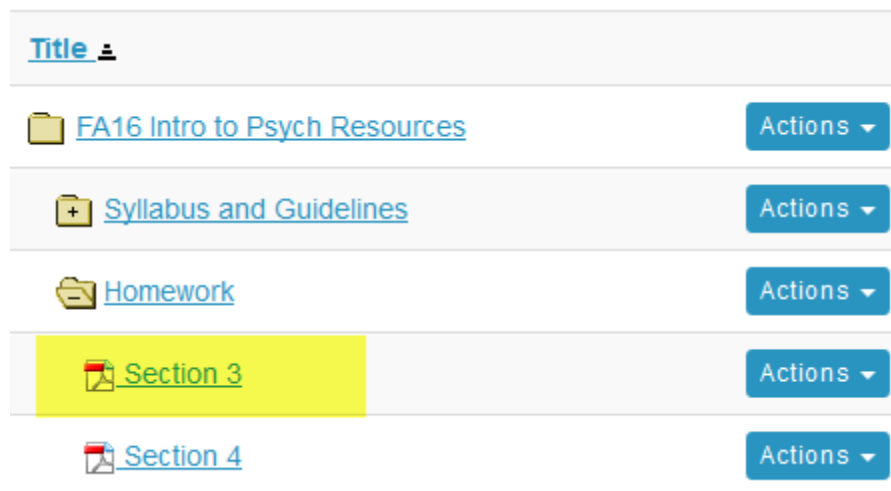 Title
FA16 Intro to Psych Resources Actions
Syllabus and Guidelines Actions
Homework Actions
Section 3 Actions
Section 4 Actions